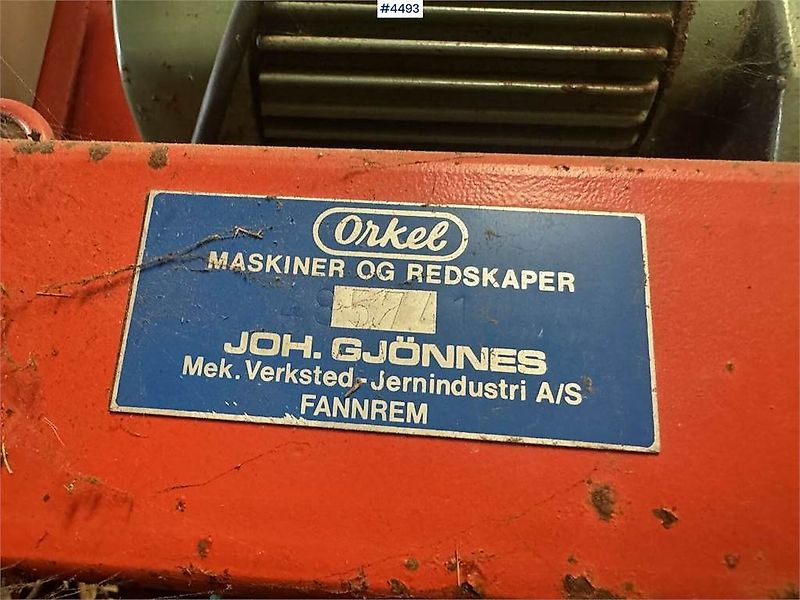 #4493
Orkel
MASKINER OG REDSKAPER
JOH. GJÖNNES
Mek. Verksted-Jernindustri A/S
FANNREM